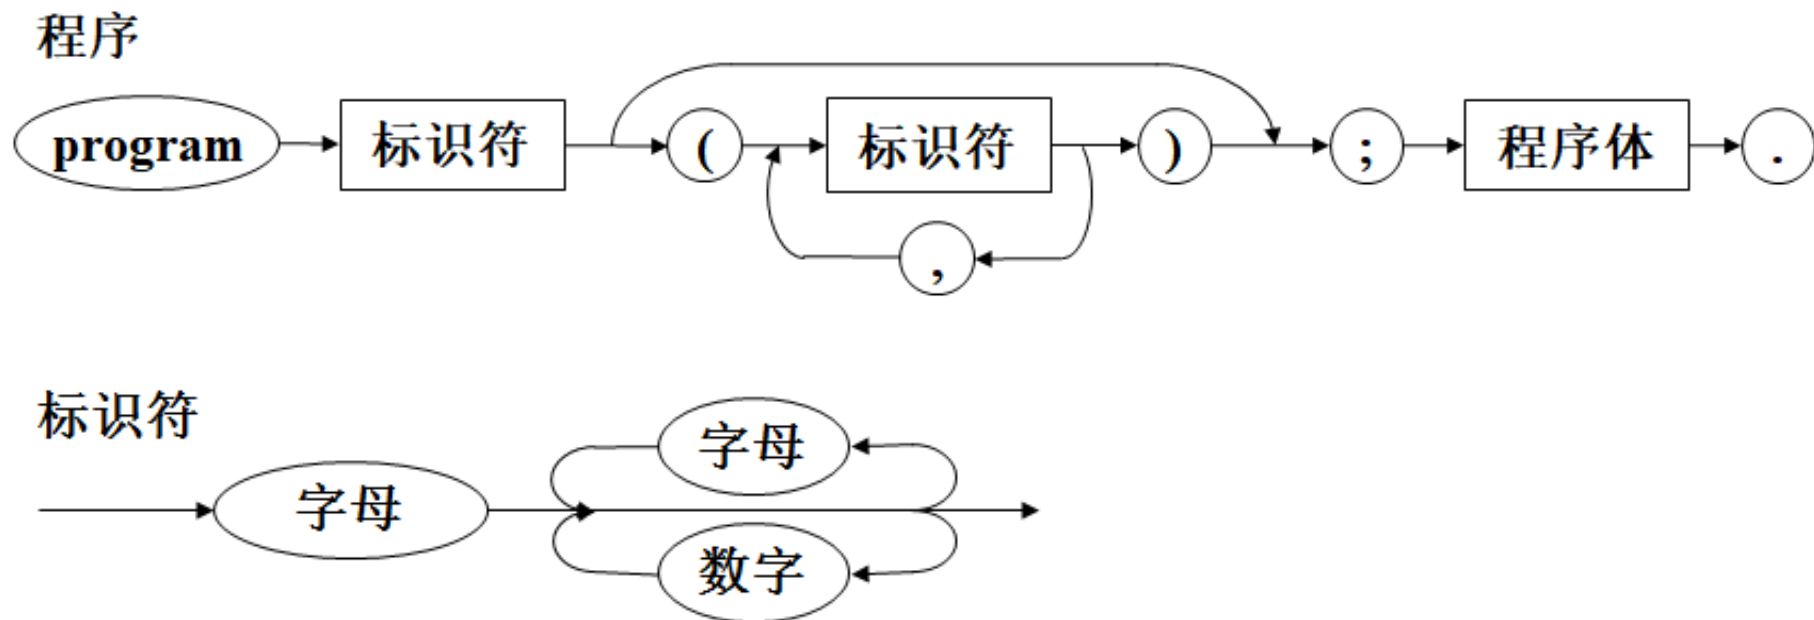 程序
program 标识符 ( 标识符 ) ; 程序体 .
,
标识符
字母
字母
数字